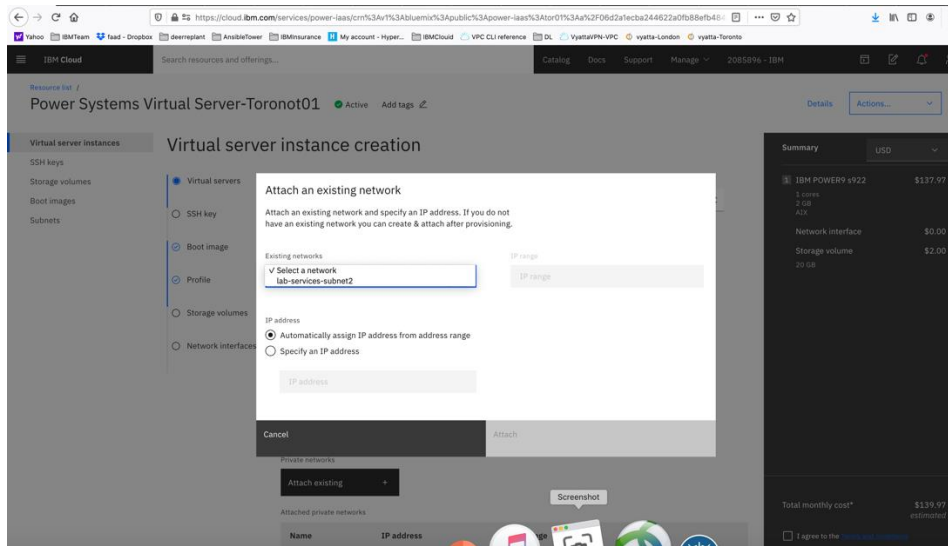 https://cloud.ibm.com/services/power-iaas/crn%3Av1%3Abluemix%3Apublic%3Apower-iaas%3Ator01%3Aa%2F06d2a1ecba244622a0fb88efb484
Yahoo IBMTeam faad - Dropbox deerreplant AnsibleTower IBMInsurance My account - Hyper... IBMClouid VPC CLI reference DL VyattaVPN-VPC vyatta-London vyatta-Toronto
IBM Cloud Search resources and offerings... Catalog Docs Support Manage 2085896 - IBM
Resource list /
Power Systems Virtual Server-Toronot01 Active Add tags Details Actions...
Virtual server instances
SSH keys
Storage volumes
Boot images
Subnets
Virtual server instance creation
Virtual servers
SSH key
Boot image
Profile
Storage volumes
Network interfaces
Attach an existing network
Attach an existing network and specify an IP address. If you do not
have an existing network you can create & attach after provisioning.
Existing networks
Select a network
lab-services-subnet2
IP range
IP range
IP address
Automatically assign IP address from address range
Specify an IP address
IP address
Cancel Attach
Private networks
Attach existing +
Attached private networks
Name IP address
Screenshot
Summary USD
1 IBM POWER9 s922 $137.97
1 cores
2 GB
AIX
Network interface $0.00
Storage volume $2.00
20 GB
Total monthly cost* $139.97
estimated
I agree to the